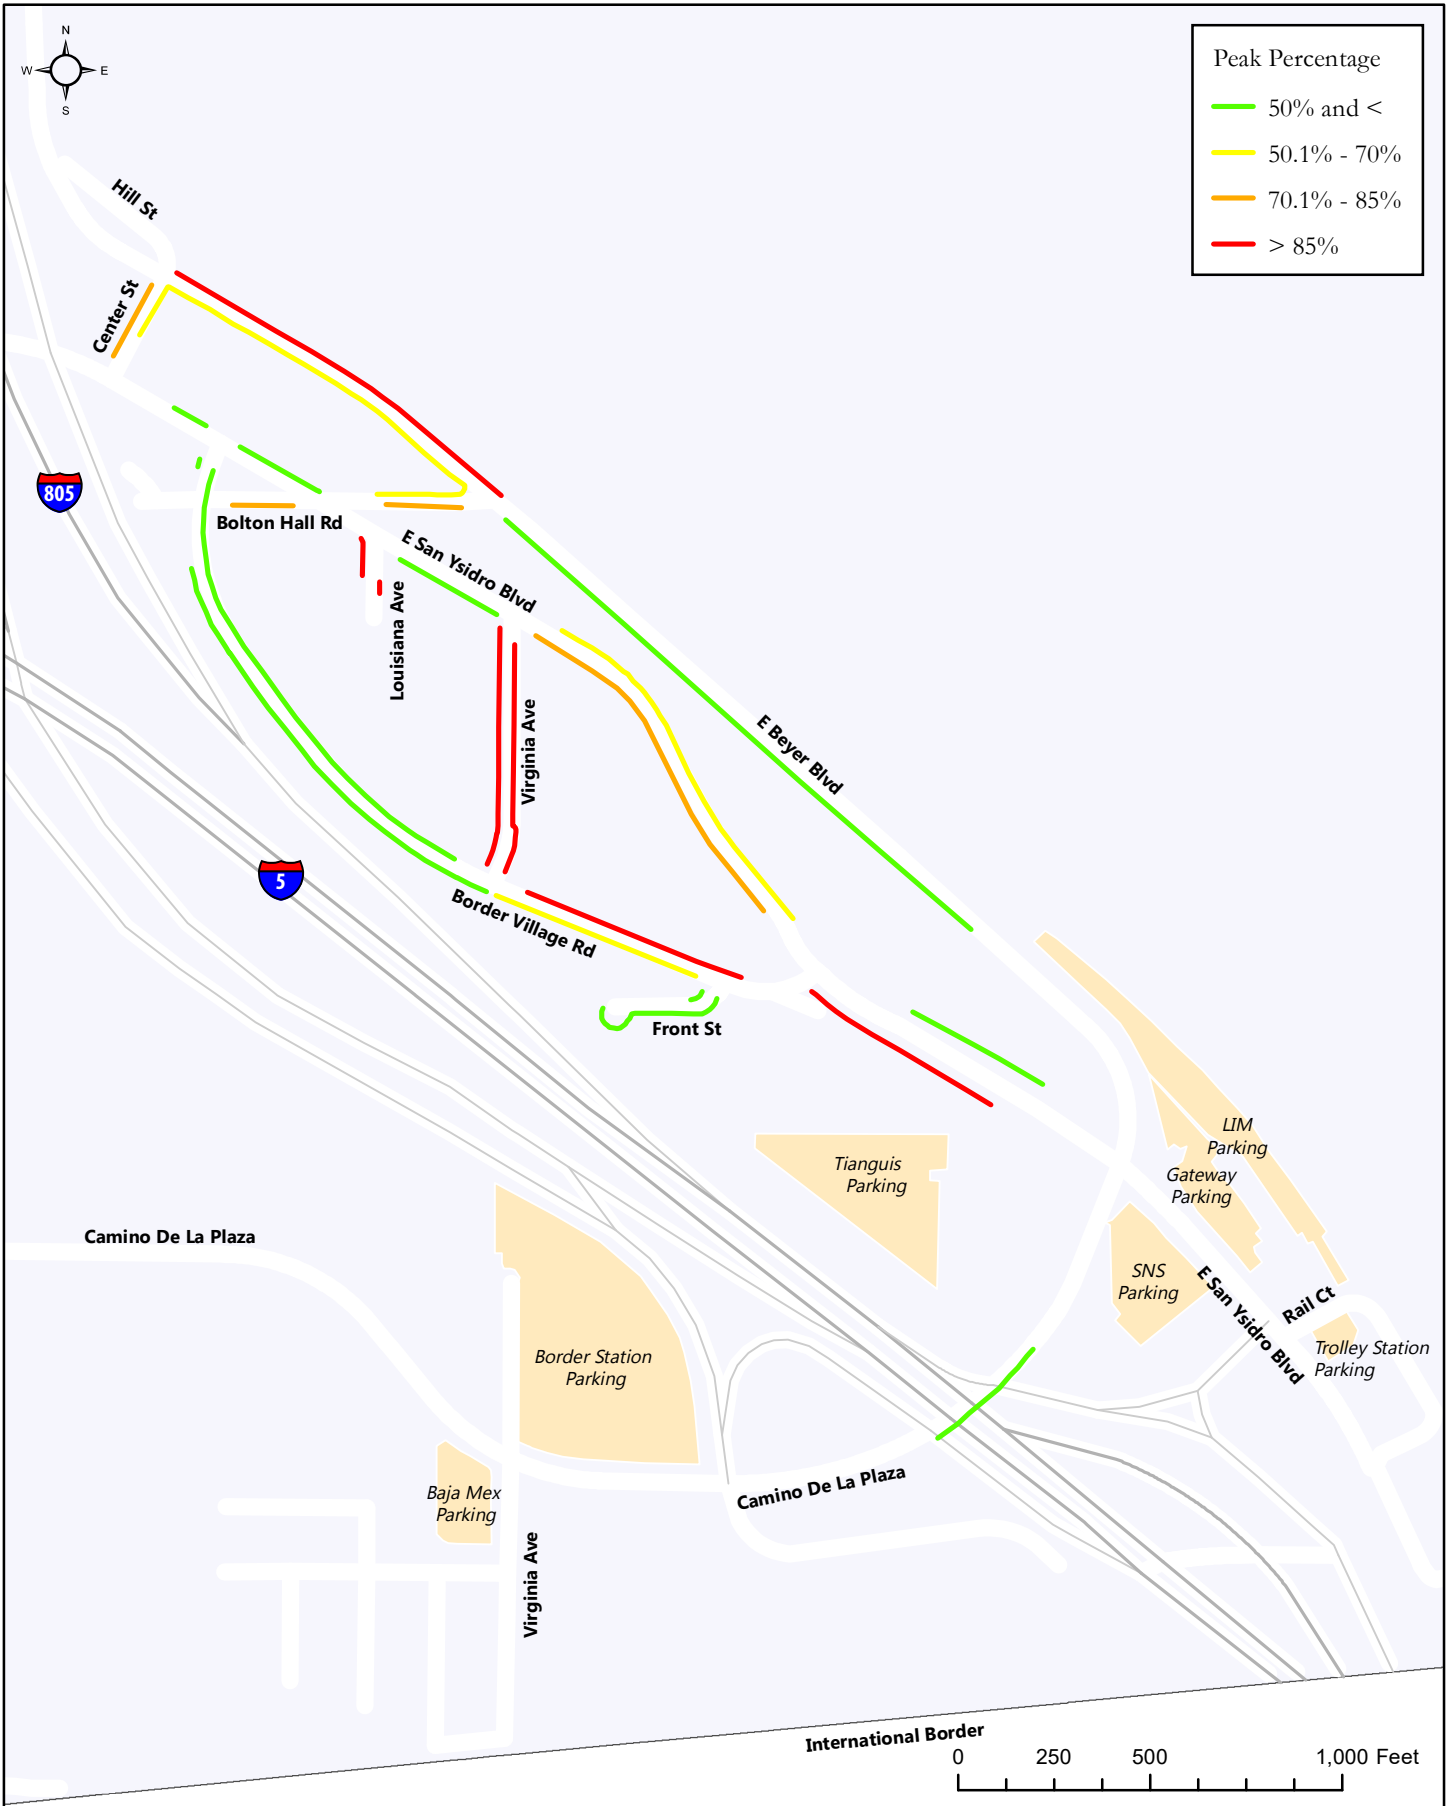 N
W E
S
Peak Percentage
50% and <
50.1% - 70%
70.1% - 85%
> 85%
Hill St
Center St
805
Bolton Hall Rd
E San Ysidro Blvd
Louisiana Ave
Virginia Ave
E Beyer Blvd
5
Border Village Rd
Front St
LIM
Parking
Tianguis
Parking
Gateway
Parking
Camino De La Plaza
SNS
Parking
E San Ysidro Blvd
Rail Ct
Trolley Station
Parking
Border Station
Parking
Baja Mex
Parking
Camino De La Plaza
Virginia Ave
International Border
0 250 500 1,000 Feet